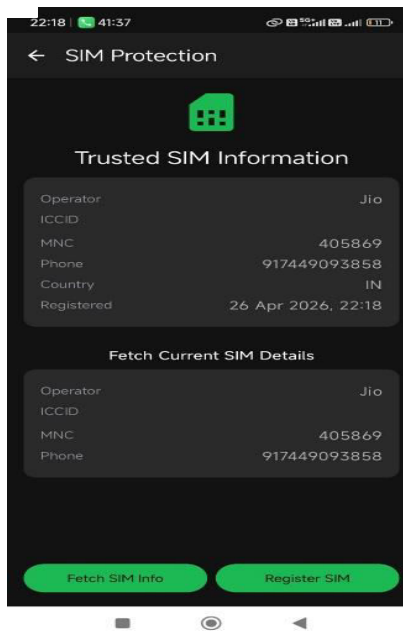 22:18 41:37 5G 11
← SIM Protection
Trusted SIM Information
Operator Jio
ICCID
MNC 405869
Phone 917449093858
Country IN
Registered 26 Apr 2026, 22:18
Fetch Current SIM Details
Operator Jio
ICCID
MNC 405869
Phone 917449093858
Fetch SIM Info Register SIM